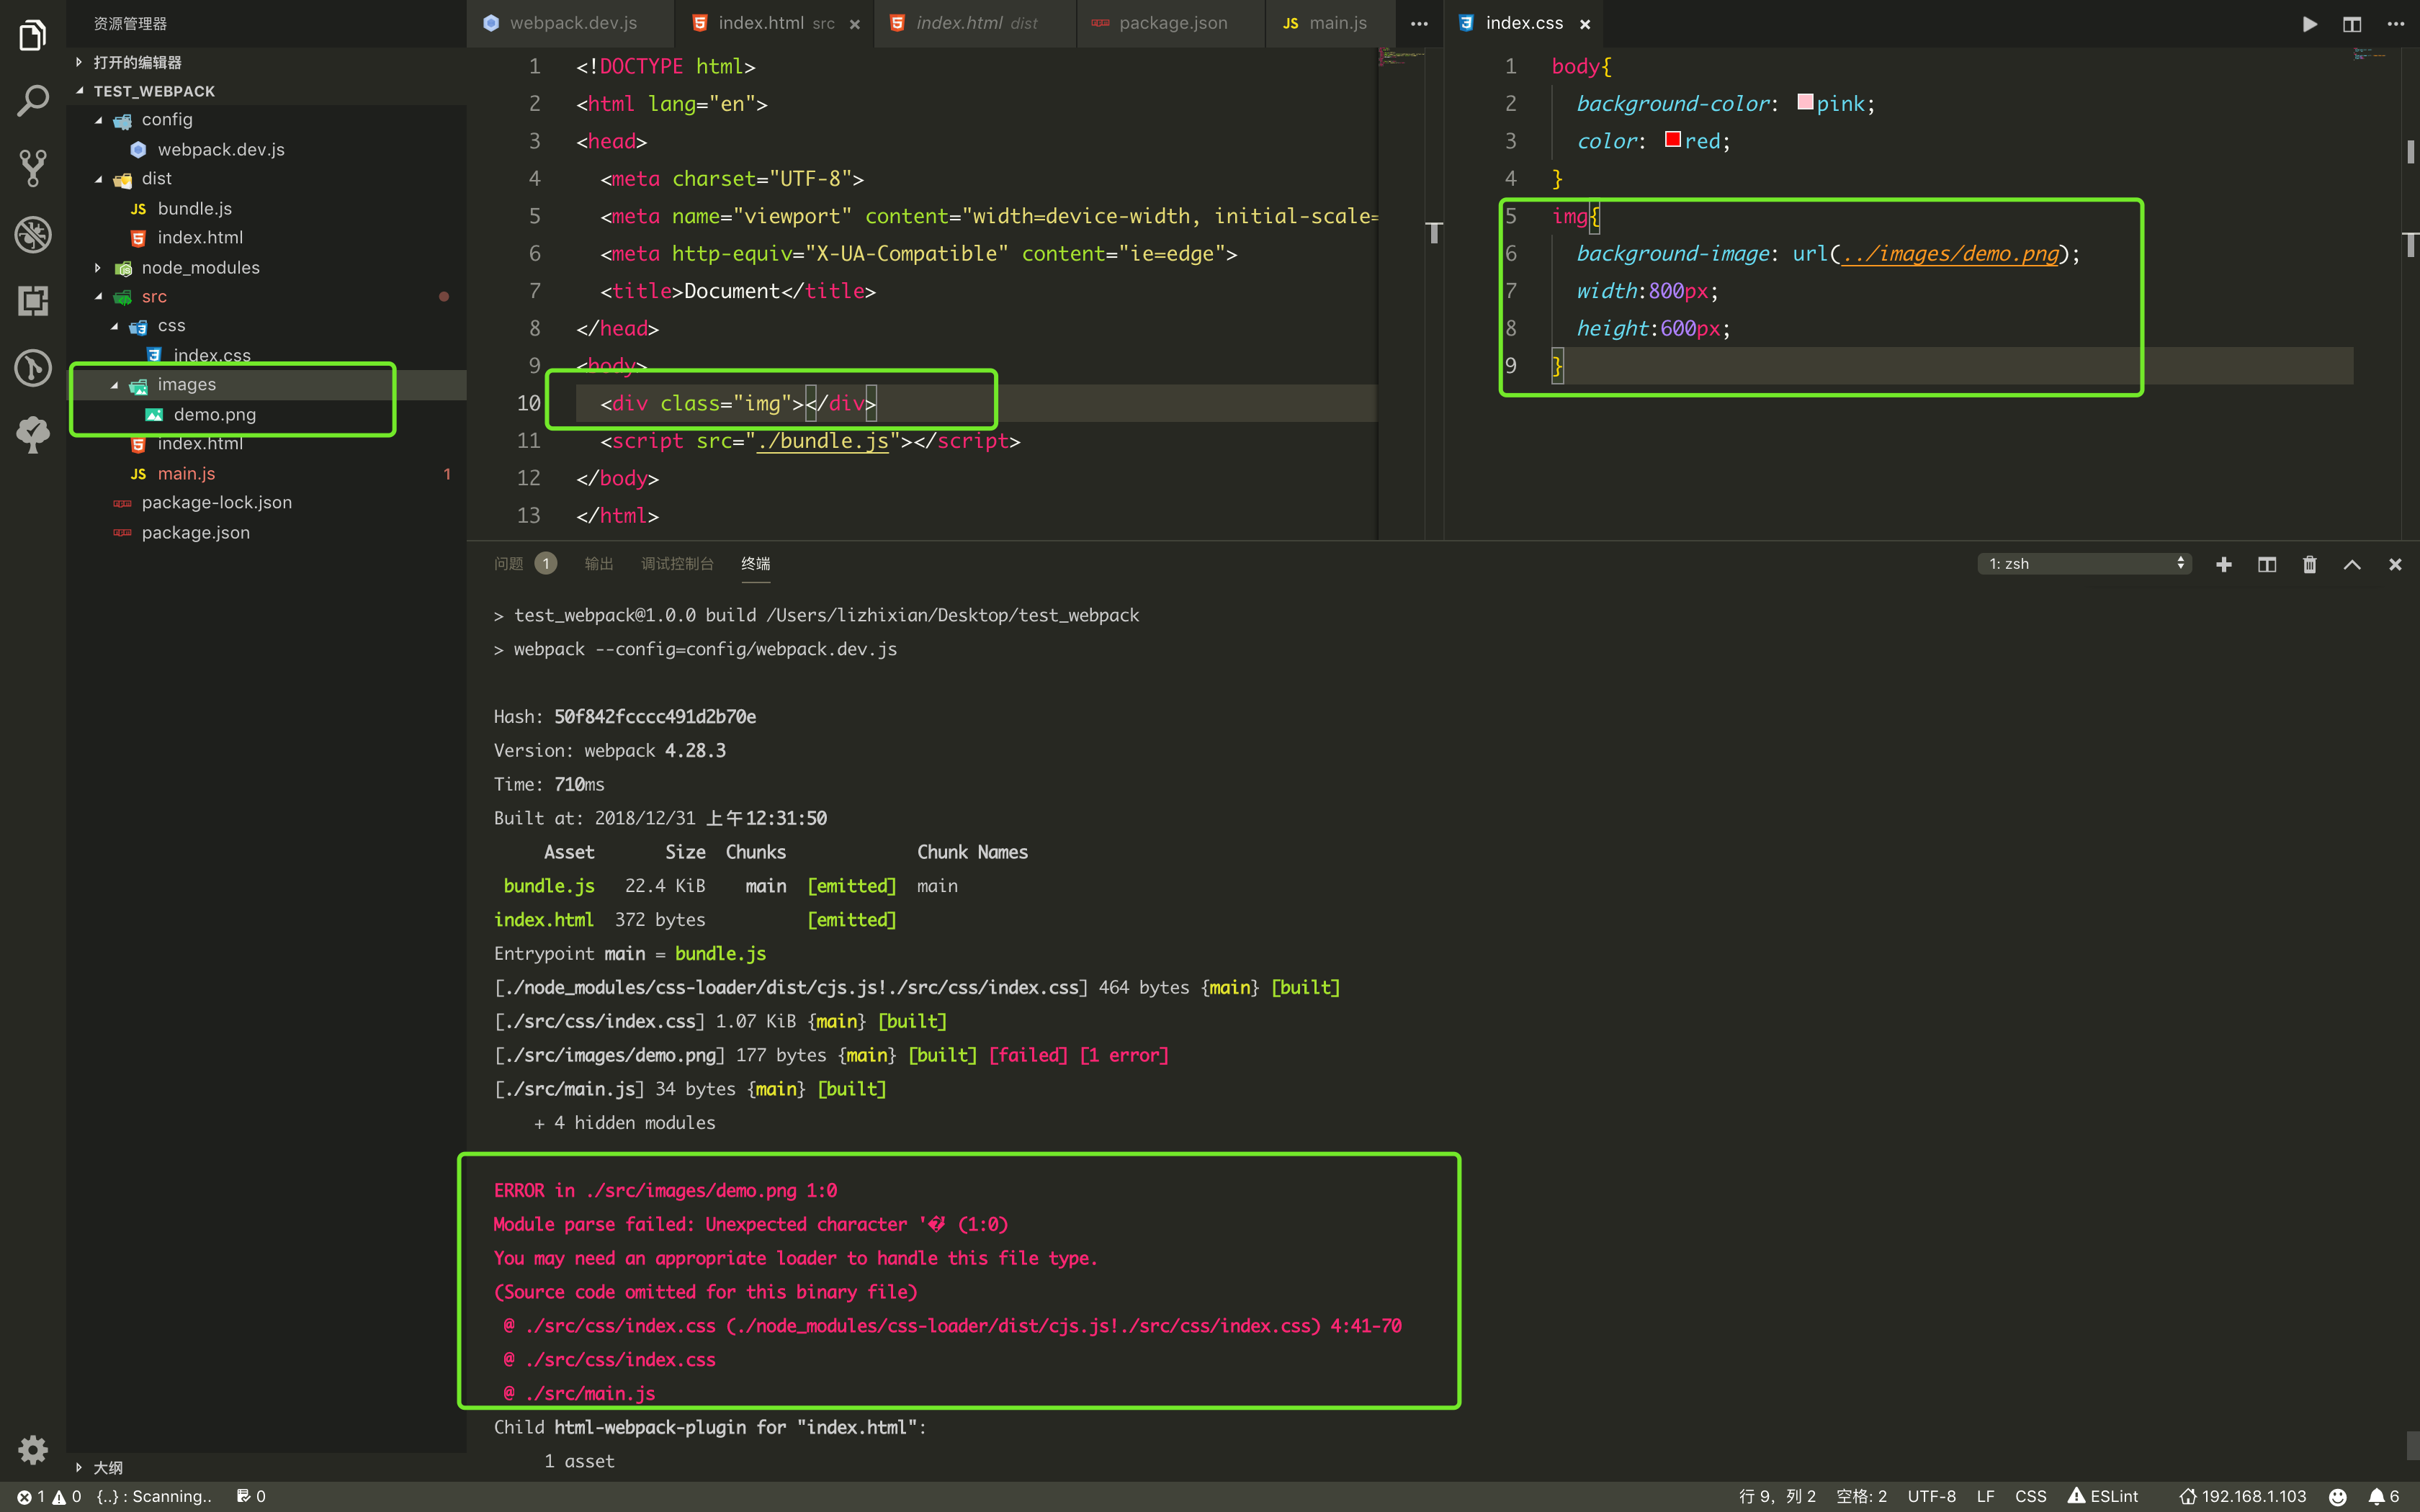 资源管理器
打开的编辑器
TEST_WEBPACK
config
webpack.dev.js
dist
JS bundle.js
index.html
node_modules
src
css
index.css
images
demo.png
index.html
JS main.js 1
package-lock.json
package.json
大纲
webpack.dev.js
index.html src
index.html dist
package.json
JS main.js
index.css
1 <!DOCTYPE html>
2 <html lang="en">
3 <head>
4 <meta charset="UTF-8">
5 <meta name="viewport" content="width=device-width, initial-scale=
6 <meta http-equiv="X-UA-Compatible" content="ie=edge">
7 <title>Document</title>
8 </head>
9 <body>
10 <div class="img"></div>
11 <script src="./bundle.js"></script>
12 </body>
13 </html>
1 body{
2 background-color: pink;
3 color: red;
4 }
5 img{
6 background-image: url(../images/demo.png);
7 width:800px;
8 height:600px;
9 }
问题 1 输出 调试控制台 终端
1: zsh
> test_webpack@1.0.0 build /Users/lizhixian/Desktop/test_webpack
> webpack --config=config/webpack.dev.js
Hash: 50f842fcccc491d2b70e
Version: webpack 4.28.3
Time: 710ms
Built at: 2018/12/31 上午12:31:50
Asset Size Chunks Chunk Names
bundle.js 22.4 KiB main [emitted] main
index.html 372 bytes [emitted]
Entrypoint main = bundle.js
[./node_modules/css-loader/dist/cjs.js!./src/css/index.css] 464 bytes {main} [built]
[./src/css/index.css] 1.07 KiB {main} [built]
[./src/images/demo.png] 177 bytes {main} [built] [failed] [1 error]
[./src/main.js] 34 bytes {main} [built]
+ 4 hidden modules
ERROR in ./src/images/demo.png 1:0
Module parse failed: Unexpected character '�' (1:0)
You may need an appropriate loader to handle this file type.
(Source code omitted for this binary file)
@ ./src/css/index.css (./node_modules/css-loader/dist/cjs.js!./src/css/index.css) 4:41-70
@ ./src/css/index.css
@ ./src/main.js
Child html-webpack-plugin for "index.html":
1 asset
1 0 {..} : Scanning.. 0
行 9，列 2 空格: 2 UTF-8 LF CSS ESLint 192.168.1.103 6